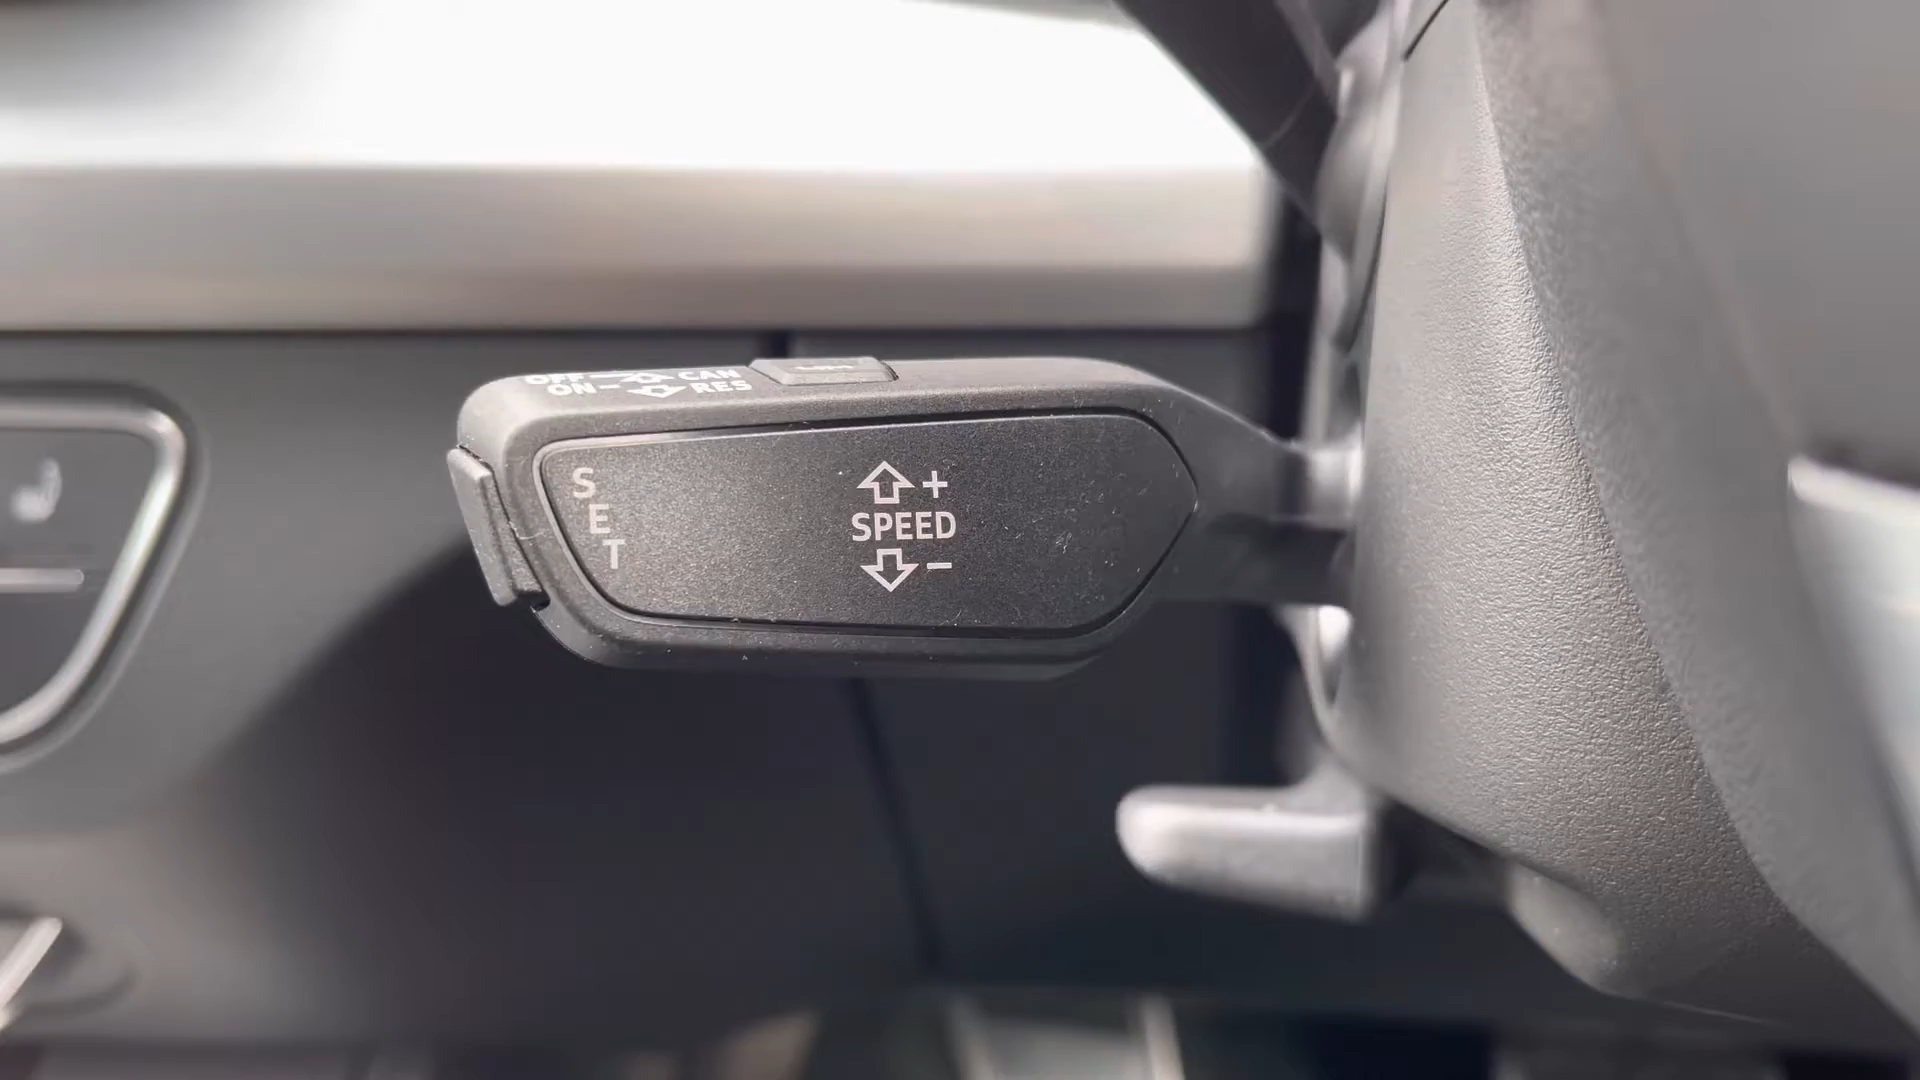 OFF CAN
ON RES
S
E
T
+
SPEED
-